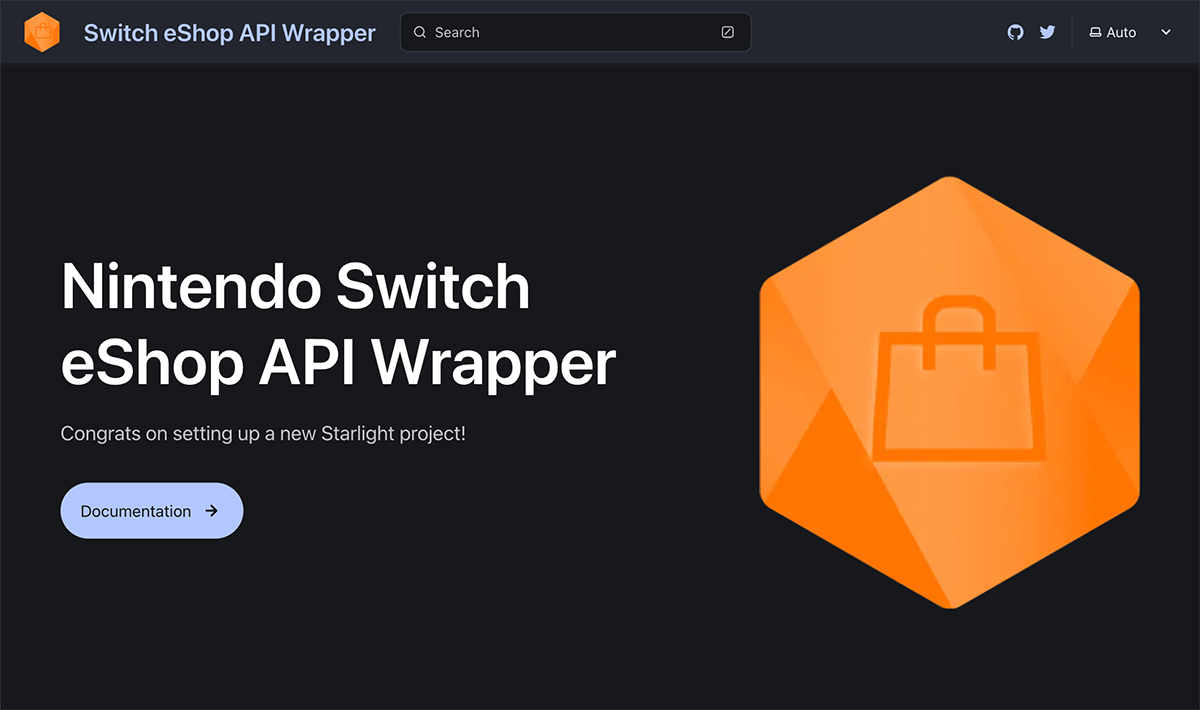 Switch eShop API Wrapper
Search
Auto
Nintendo Switch
eShop API Wrapper
Congrats on setting up a new Starlight project!
Documentation